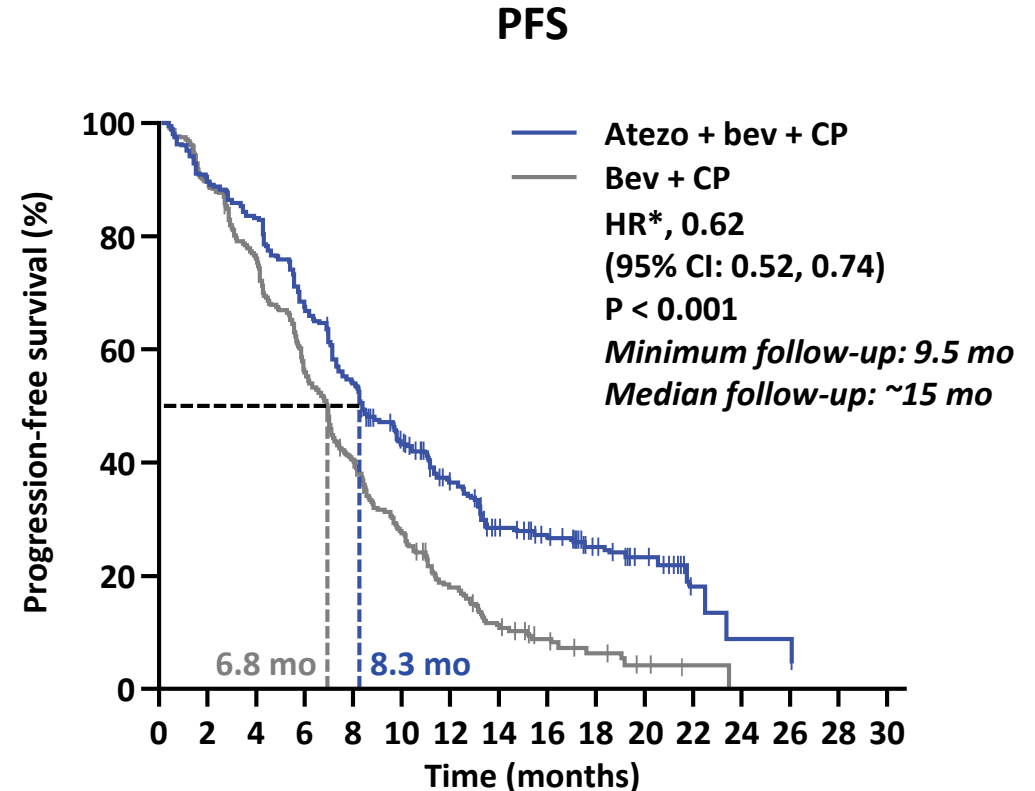 PFS
Progression-free survival (%)
100
80
60
40
20
0
Atezo + bev + CP
Bev + CP
HR*, 0.62
(95% CI: 0.52, 0.74)
P < 0.001
Minimum follow-up: 9.5 mo
Median follow-up: ~15 mo
6.8 mo
8.3 mo
0 2 4 6 8 10 12 14 16 18 20 22 24 26 28 30
Time (months)